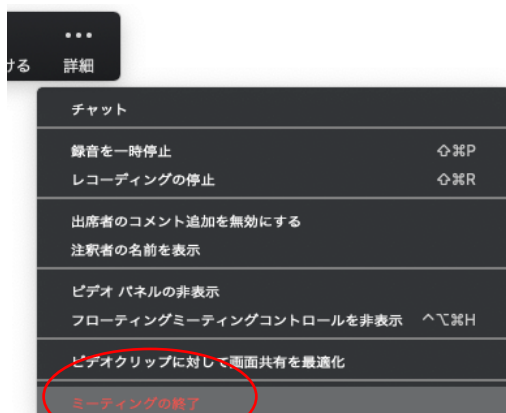 ける
詳細
チャット
録音を一時停止 ⇧⌘P
レコーディングの停止 ⇧⌘R
出席者のコメント追加を無効にする
注釈者の名前を表示
ビデオ パネルの非表示
フローティングミーティングコントロールを非表示 ^⌥⌘H
ビデオクリップに対して画面共有を最適化
ミーティングの終了